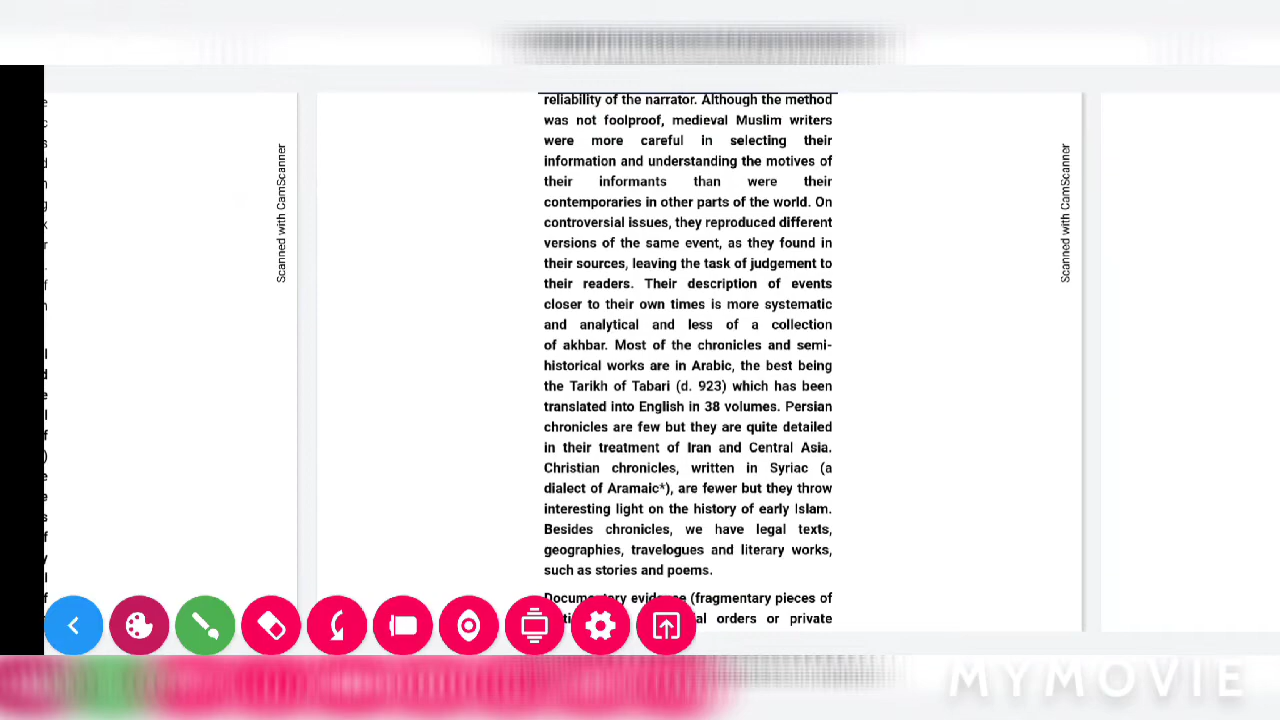 reliability of the narrator. Although the method
was not foolproof, medieval Muslim writers
were more careful in selecting their
information and understanding the motives of
their informants than were their
contemporaries in other parts of the world. On
controversial issues, they reproduced different
versions of the same event, as they found in
their sources, leaving the task of judgement to
their readers. Their description of events
closer to their own times is more systematic
and analytical and less of a collection
of akhbar. Most of the chronicles and semi-
historical works are in Arabic, the best being
the Tarikh of Tabari (d. 923) which has been
translated into English in 38 volumes. Persian
chronicles are few but they are quite detailed
in their treatment of Iran and Central Asia.
Christian chronicles, written in Syriac (a
dialect of Aramaic*), are fewer but they throw
interesting light on the history of early Islam.
Besides chronicles, we have legal texts,
geographies, travelogues and literary works,
such as stories and poems.
(fragmentary pieces of
orders or private
Scanned with CamScanner
Scanned with CamScanner
MYMOVIE